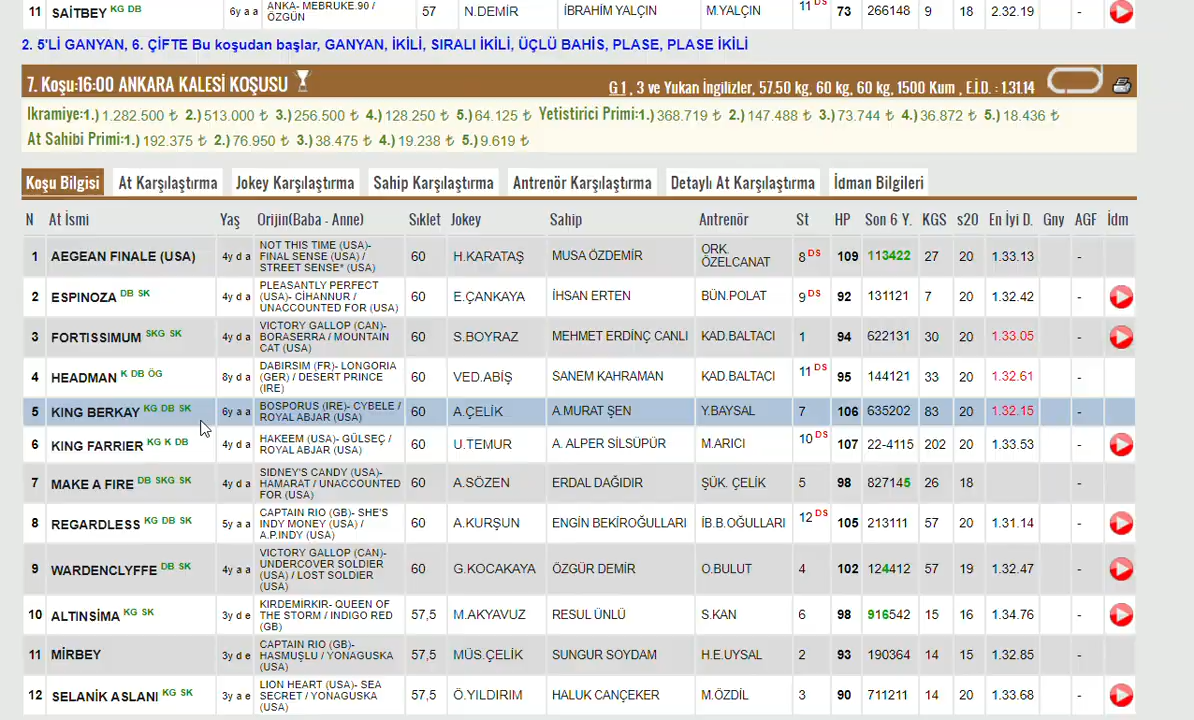 11 SAİTBEY KG DB 6y a a ANKA- MEBRUKE.90 / ÖZGÜN 57 N.DEMİR İBRAHİM YALÇIN M.YALÇIN 11 DS 73 266148 9 18 2.32.19 -
2. 5'Lİ GANYAN, 6. ÇİFTE Bu koşudan başlar, GANYAN, İKİLİ, SIRALI İKİLİ, ÜÇLÜ BAHİS, PLASE, PLASE İKİLİ
7. Koşu:16:00 ANKARA KALESİ KOŞUSU G 1 , 3 ve Yukarı İngilizler, 57.50 kg, 60 kg, 60 kg, 1500 Kum , E.İ.D. : 1.31.14
İkramiye:1.) 1.282.500 ₺ 2.) 513.000 ₺ 3.) 256.500 ₺ 4.) 128.250 ₺ 5.) 64.125 ₺ Yetistirici Primi:1.) 368.719 ₺ 2.) 147.488 ₺ 3.) 73.744 ₺ 4.) 36.872 ₺ 5.) 18.436 ₺
At Sahibi Primi:1.) 192.375 ₺ 2.) 76.950 ₺ 3.) 38.475 ₺ 4.) 19.238 ₺ 5.) 9.619 ₺
Koşu Bilgisi At Karşılaştırma Jokey Karşılaştırma Sahip Karşılaştırma Antrenör Karşılaştırma Detaylı At Karşılaştırma İdman Bilgileri
N At İsmi Yaş Orijin(Baba - Anne) Sıklet Jokey Sahip Antrenör St HP Son 6 Y. KGS s20 En İyi D. Gny AGF İdm
1 AEGEAN FINALE (USA) 4y d a NOT THIS TIME (USA)- FINAL SENSE (USA) / STREET SENSE* (USA) 60 H.KARATAŞ MUSA ÖZDEMİR ORK. ÖZELCANAT 8 DS 109 113422 27 20 1.33.13 -
2 ESPINOZA DB SK 4y d a PLEASANTLY PERFECT (USA)- CİHANNUR / UNACCOUNTED FOR (USA) 60 E.ÇANKAYA İHSAN ERTEN BÜN.POLAT 9 DS 92 131121 7 20 1.32.42 -
3 FORTISSIMUM SKG SK 4y d a VICTORY GALLOP (CAN)- BORASERRA / MOUNTAIN CAT (USA) 60 S.BOYRAZ MEHMET ERDİNÇ CANLI KAD.BALTACI 1 94 622131 30 20 1.33.05 -
4 HEADMAN K DB ÖG 8y d a DABIRSIM (FR)- LONGORIA (GER) / DESERT PRINCE (IRE) 60 VED.ABİŞ SANEM KAHRAMAN KAD.BALTACI 11 DS 95 144121 33 20 1.32.61 -
5 KING BERKAY KG DB SK 6y a a BOSPORUS (IRE)- CYBELE / ROYAL ABJAR (USA) 60 A.ÇELİK A.MURAT ŞEN Y.BAYSAL 7 106 635202 83 20 1.32.15 -
6 KING FARRIER KG K DB 4y d a HAKEEM (USA)- GÜLSEÇ / ROYAL ABJAR (USA) 60 U.TEMUR A. ALPER SİLSÜPÜR M.ARICI 10 DS 107 22-4115 202 20 1.33.53 -
7 MAKE A FIRE DB SKG SK 4y d a SIDNEY'S CANDY (USA)- HAMARAT / UNACCOUNTED FOR (USA) 60 A.SÖZEN ERDAL DAĞIDIR ŞÜK. ÇELİK 5 98 827145 26 18 -
8 REGARDLESS KG DB SK 5y a a CAPTAIN RIO (GB)- SHE'S INDY MONEY (USA) / A.P.INDY (USA) 60 A.KURŞUN ENGİN BEKİROĞULLARI İB.B.OĞULLARI 12 DS 105 213111 57 20 1.31.14 -
9 WARDENCLYFFE DB SK 4y a a VICTORY GALLOP (CAN)- UNDERCOVER SOLDIER (USA) / LOST SOLDIER (USA) 60 G.KOCAKAYA ÖZGÜR DEMİR O.BULUT 4 102 124412 57 19 1.32.47 -
10 ALTINSİMA KG SK 3y d e KIRDEMIRKIR- QUEEN OF THE STORM / INDIGO RED (GB) 57,5 M.AKYAVUZ RESUL ÜNLÜ S.KAN 6 98 916542 15 16 1.34.76 -
11 MİRBEY 3y d e CAPTAIN RIO (GB)- HASMUŞLU / YONAGUSKA (USA) 57,5 MÜS.ÇELİK SUNGUR SOYDAM H.E.UYSAL 2 93 190364 14 15 1.32.85 -
12 SELANİK ASLANI KG SK 3y a e LION HEART (USA)- SEA SECRET / YONAGUSKA (USA) 57,5 Ö.YILDIRIM HALUK CANÇEKER M.ÖZDİL 3 90 711211 14 20 1.33.68 -